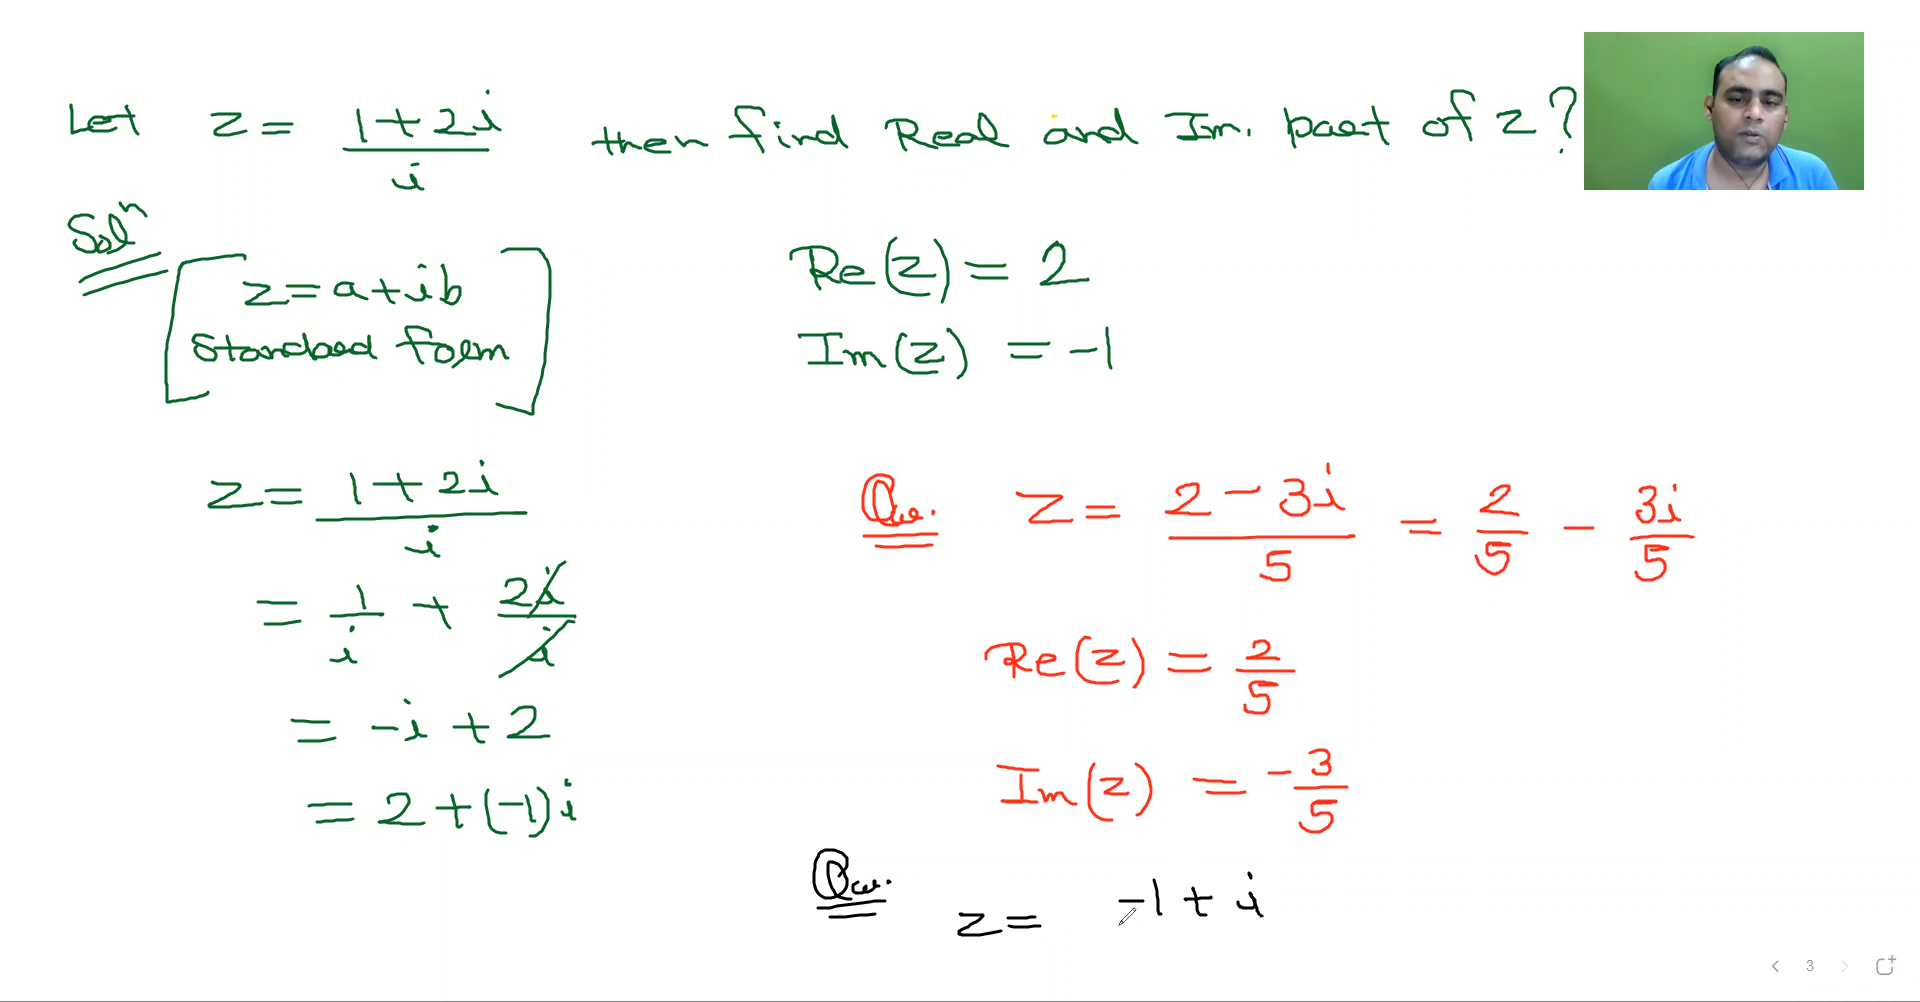 Let z = (1+2i)/i then find Real and Im. part of z?
Solⁿ
[z = a+ib
Standard form]
Re(z) = 2
Im(z) = -1
z = (1+2i)/i
= 1/i + 2i/i
= -i + 2
= 2 + (-1)i
Que. z = (2-3i)/5 = 2/5 - 3i/5
Re(z) = 2/5
Im(z) = -3/5
Que. z = -1 + i
3